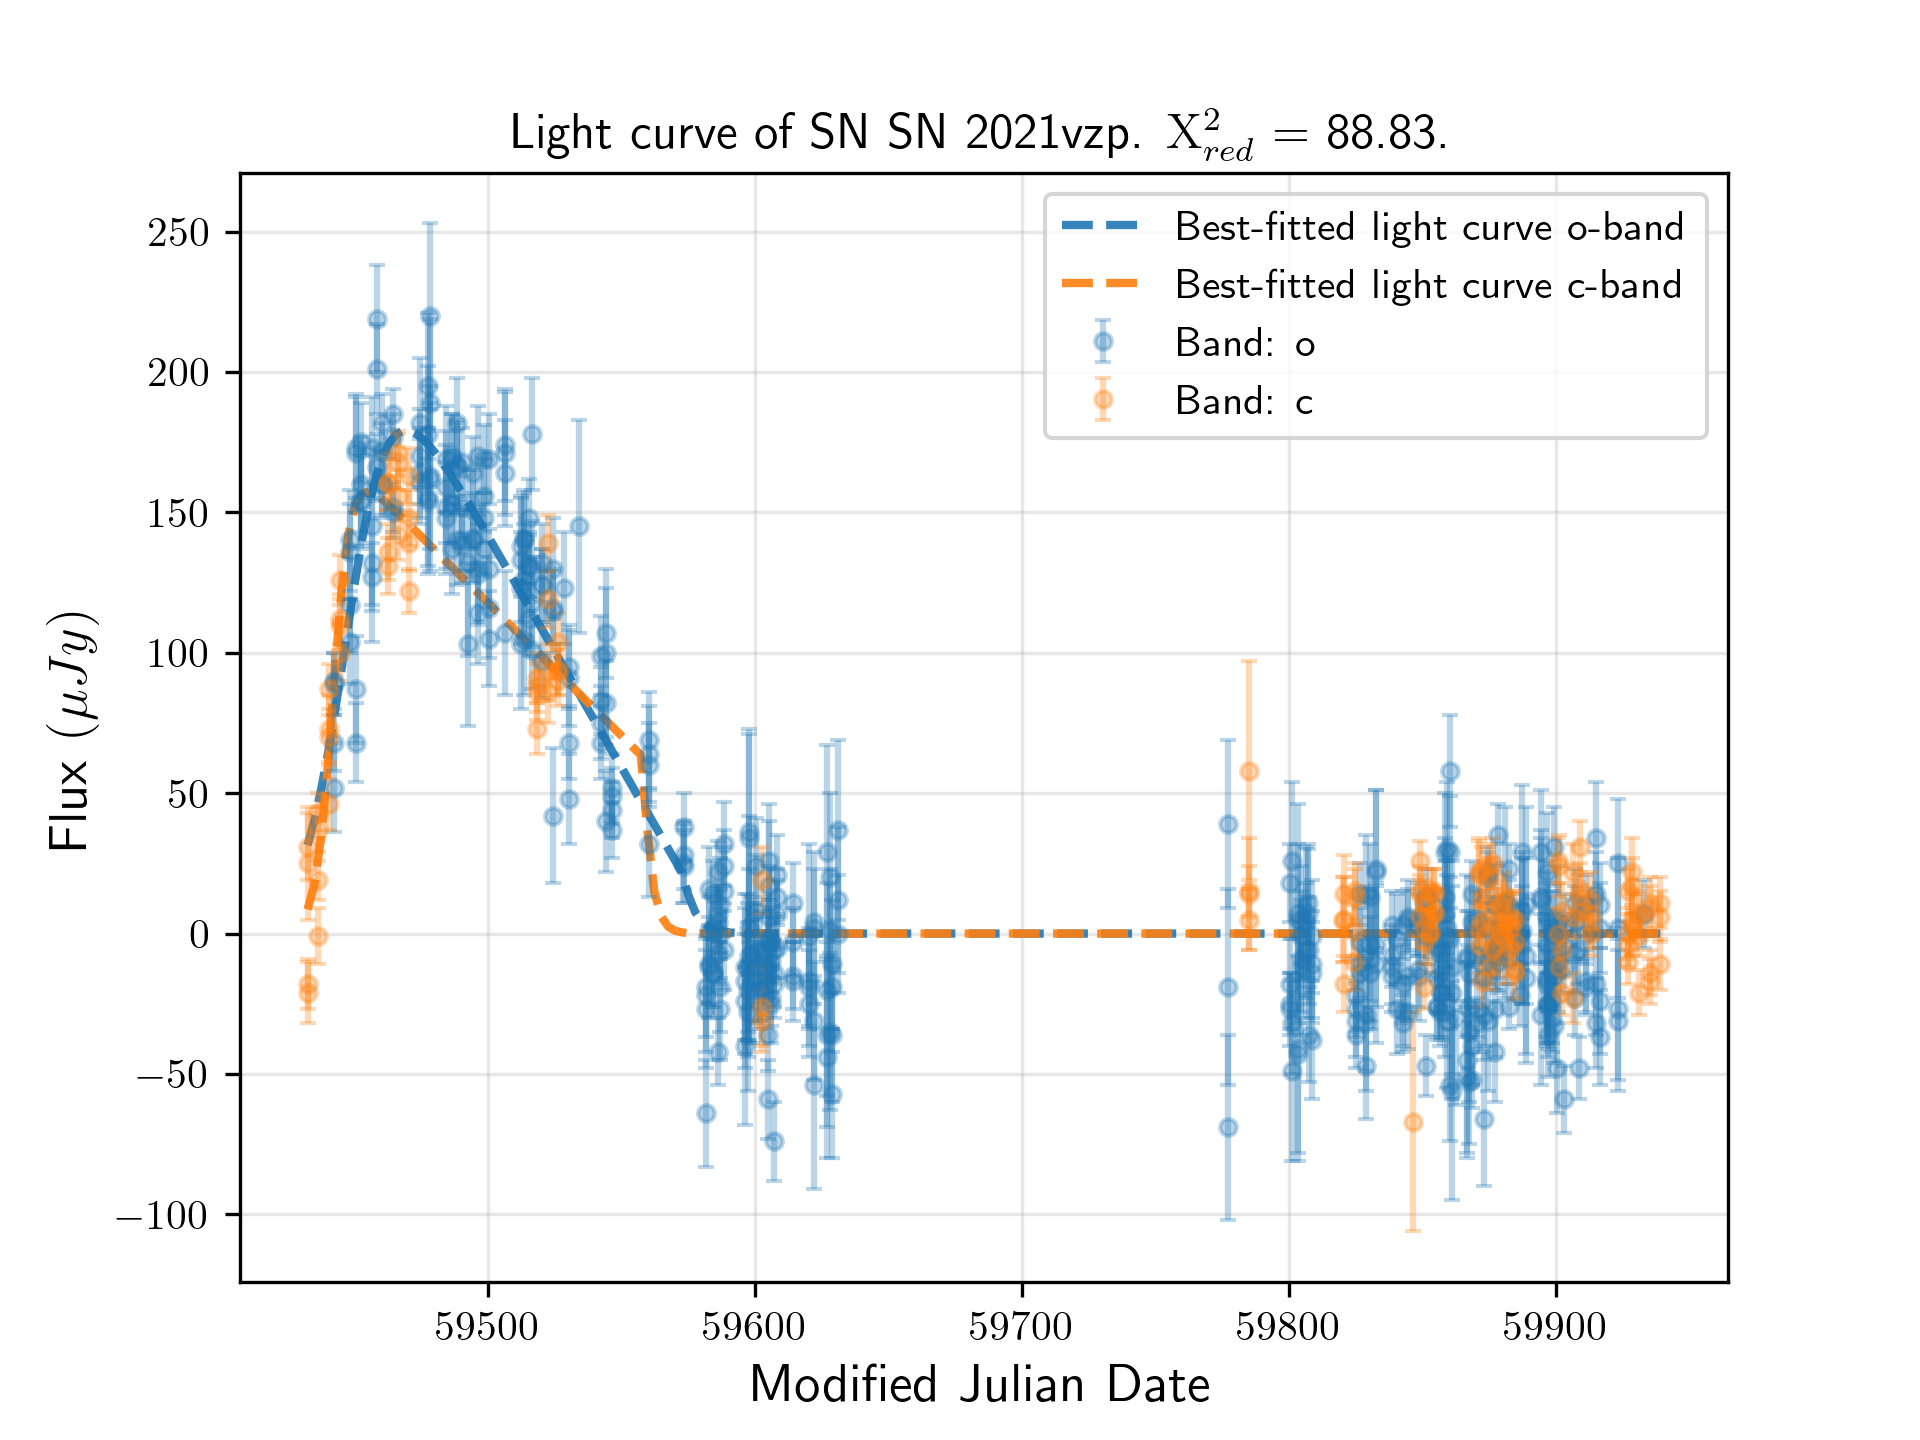 Light curve of SN SN 2021vzp. X²_red = 88.83.
Best-fitted light curve o-band
Best-fitted light curve c-band
Band: o
Band: c
Flux (μJy)
250
200
150
100
50
0
−50
−100
59500 59600 59700 59800 59900
Modified Julian Date